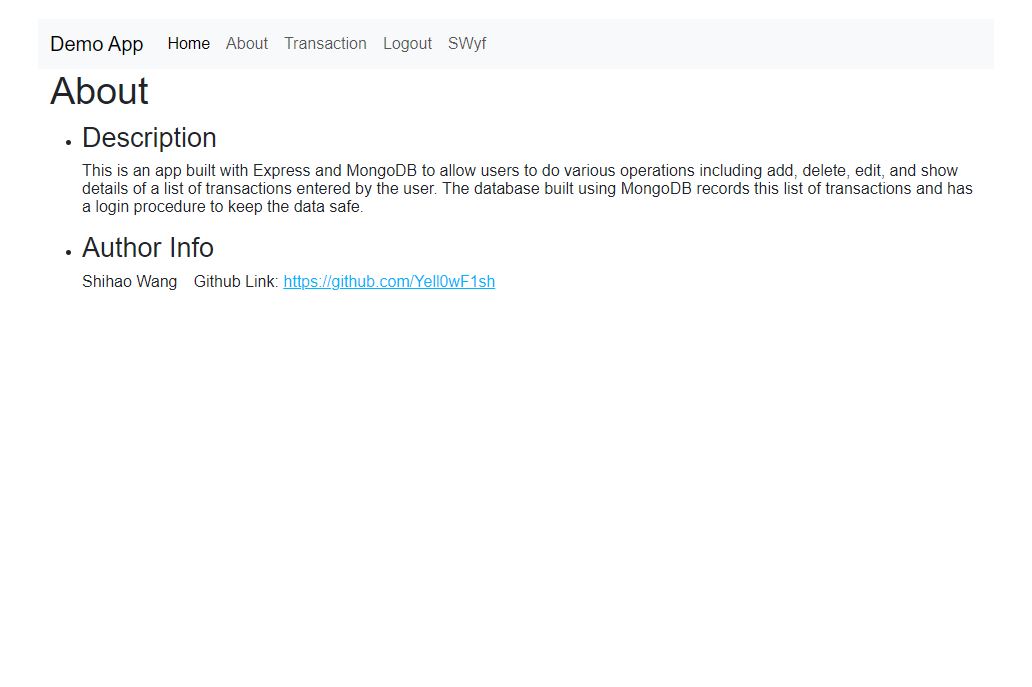 Demo App Home About Transaction Logout SWyf
About
Description
This is an app built with Express and MongoDB to allow users to do various operations including add, delete, edit, and show
details of a list of transactions entered by the user. The database built using MongoDB records this list of transactions and has
a login procedure to keep the data safe.
Author Info
Shihao Wang Github Link: https://github.com/Yell0wF1sh